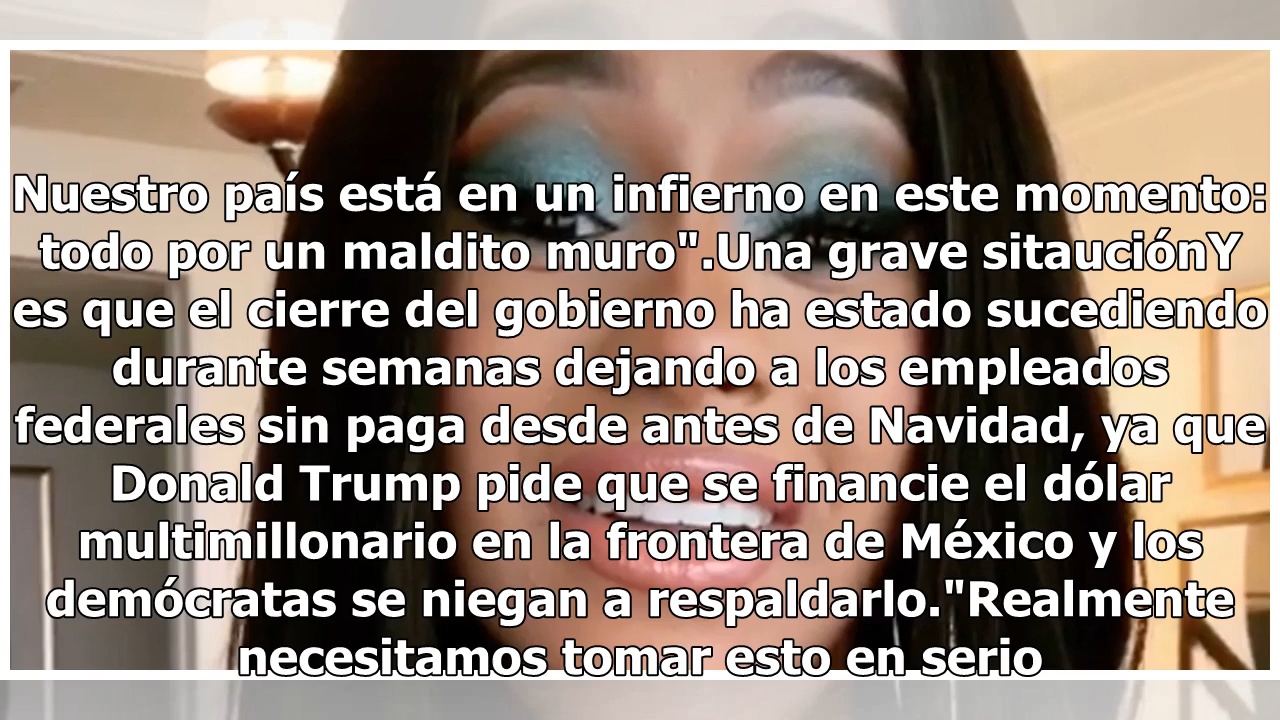 Nuestro país está en un infierno en este momento:
todo por un maldito muro".Una grave sitauciónY
es que el cierre del gobierno ha estado sucediendo
durante semanas dejando a los empleados
federales sin paga desde antes de Navidad, ya que
Donald Trump pide que se financie el dólar
multimillonario en la frontera de México y los
demócratas se niegan a respaldarlo."Realmente
necesitamos tomar esto en serio